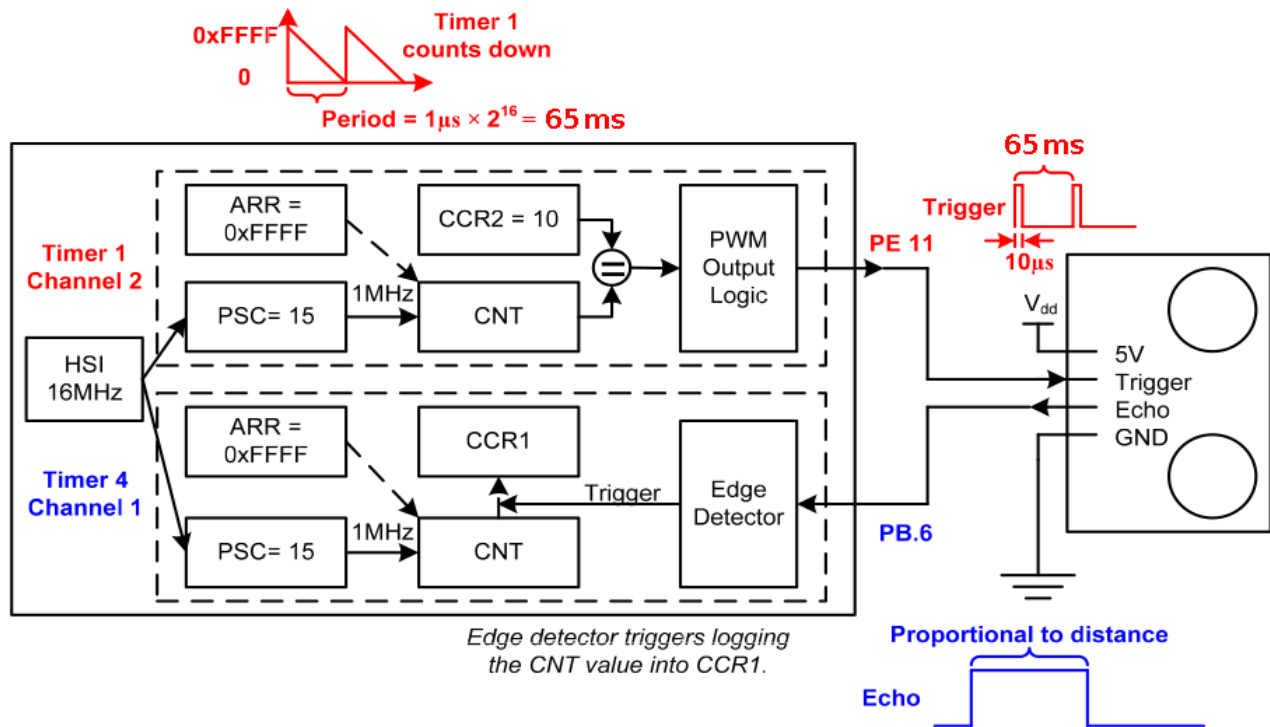 0xFFFF
0
Timer 1
counts down
Period = 1μs × 2¹⁶ = 65 ms
Timer 1
Channel 2
HSI
16MHz
Timer 4
Channel 1
ARR =
0xFFFF
PSC= 15
1MHz
CCR2 = 10
CNT
=
PWM
Output
Logic
PE 11
65 ms
Trigger
10μs
Vdd
5V
Trigger
Echo
GND
ARR =
0xFFFF
PSC= 15
1MHz
CCR1
CNT
Trigger
Edge
Detector
PB.6
Edge detector triggers logging
the CNT value into CCR1.
Proportional to distance
Echo